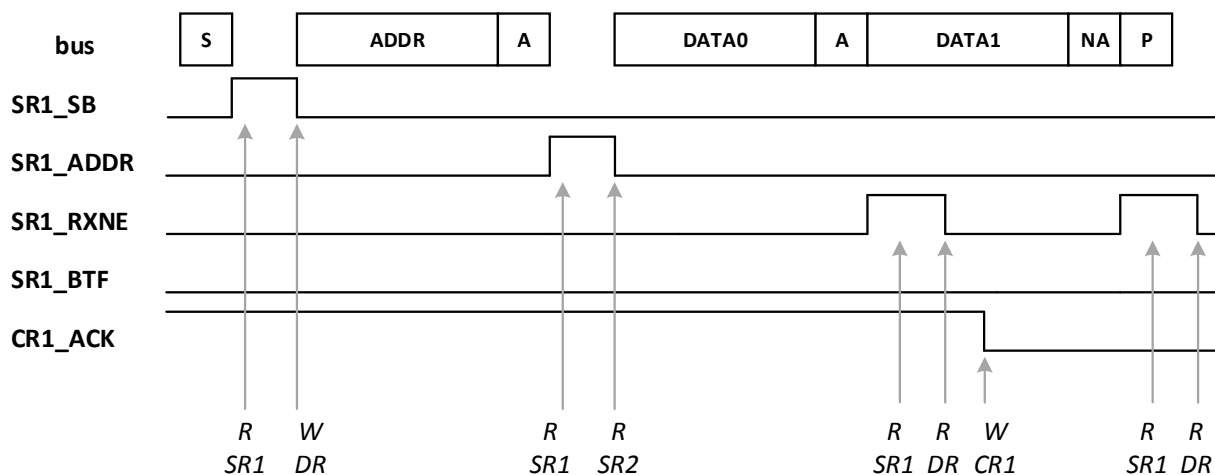 bus S ADDR A DATA0 A DATA1 NA P
SR1_SB
SR1_ADDR
SR1_RXNE
SR1_BTF
CR1_ACK
R W R R R R W R R
SR1 DR SR1 SR2 SR1 DR CR1 SR1 DR